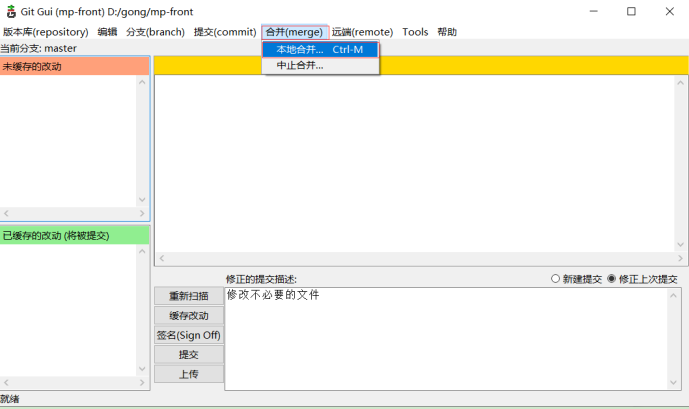 Git Gui (mp-front) D:/gong/mp-front
版本库(repository) 编辑 分支(branch) 提交(commit) 合并(merge) 远端(remote) Tools 帮助
当前分支: master
本地合并... Ctrl-M
中止合并...
未缓存的改动
已缓存的改动 (将被提交)
修正的提交描述:
新建提交 修正上次提交
重新扫描
修改不必要的文件
缓存改动
签名(Sign Off)
提交
上传
就绪